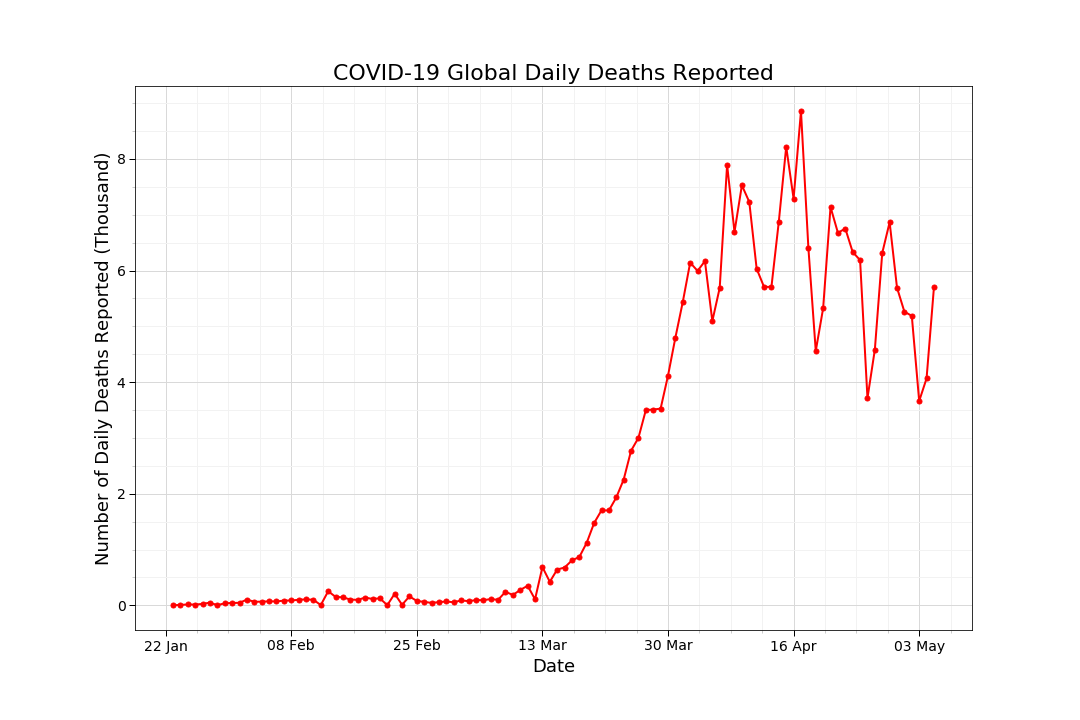 COVID-19 Global Daily Deaths Reported
Number of Daily Deaths Reported (Thousand)
8
6
4
2
0
22 Jan 08 Feb 25 Feb 13 Mar 30 Mar 16 Apr 03 May
Date